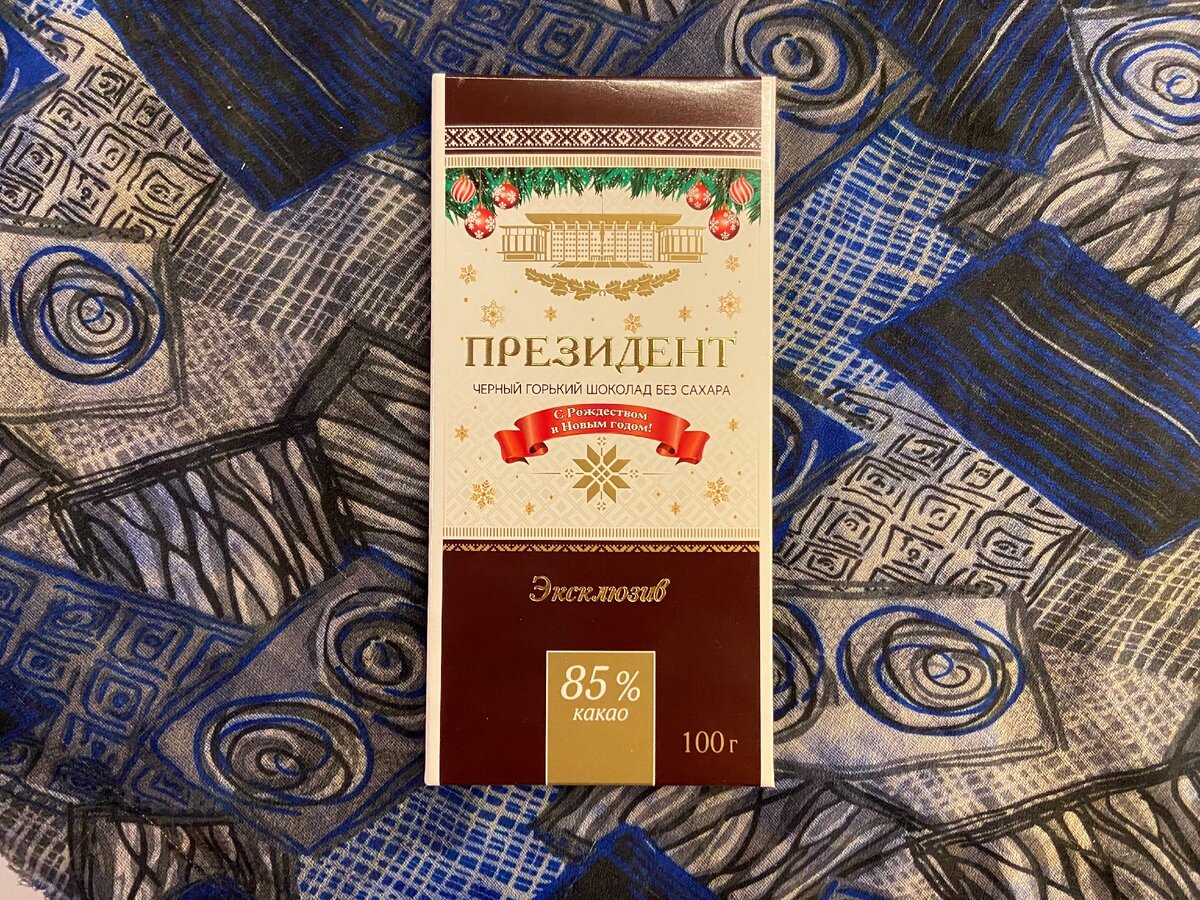 ПРЕЗИДЕНТ
ЧЕРНЫЙ ГОРЬКИЙ ШОКОЛАД БЕЗ САХАРА
С Рождеством
и Новым годом!
Эксклюзив
85 %
какао
100 г